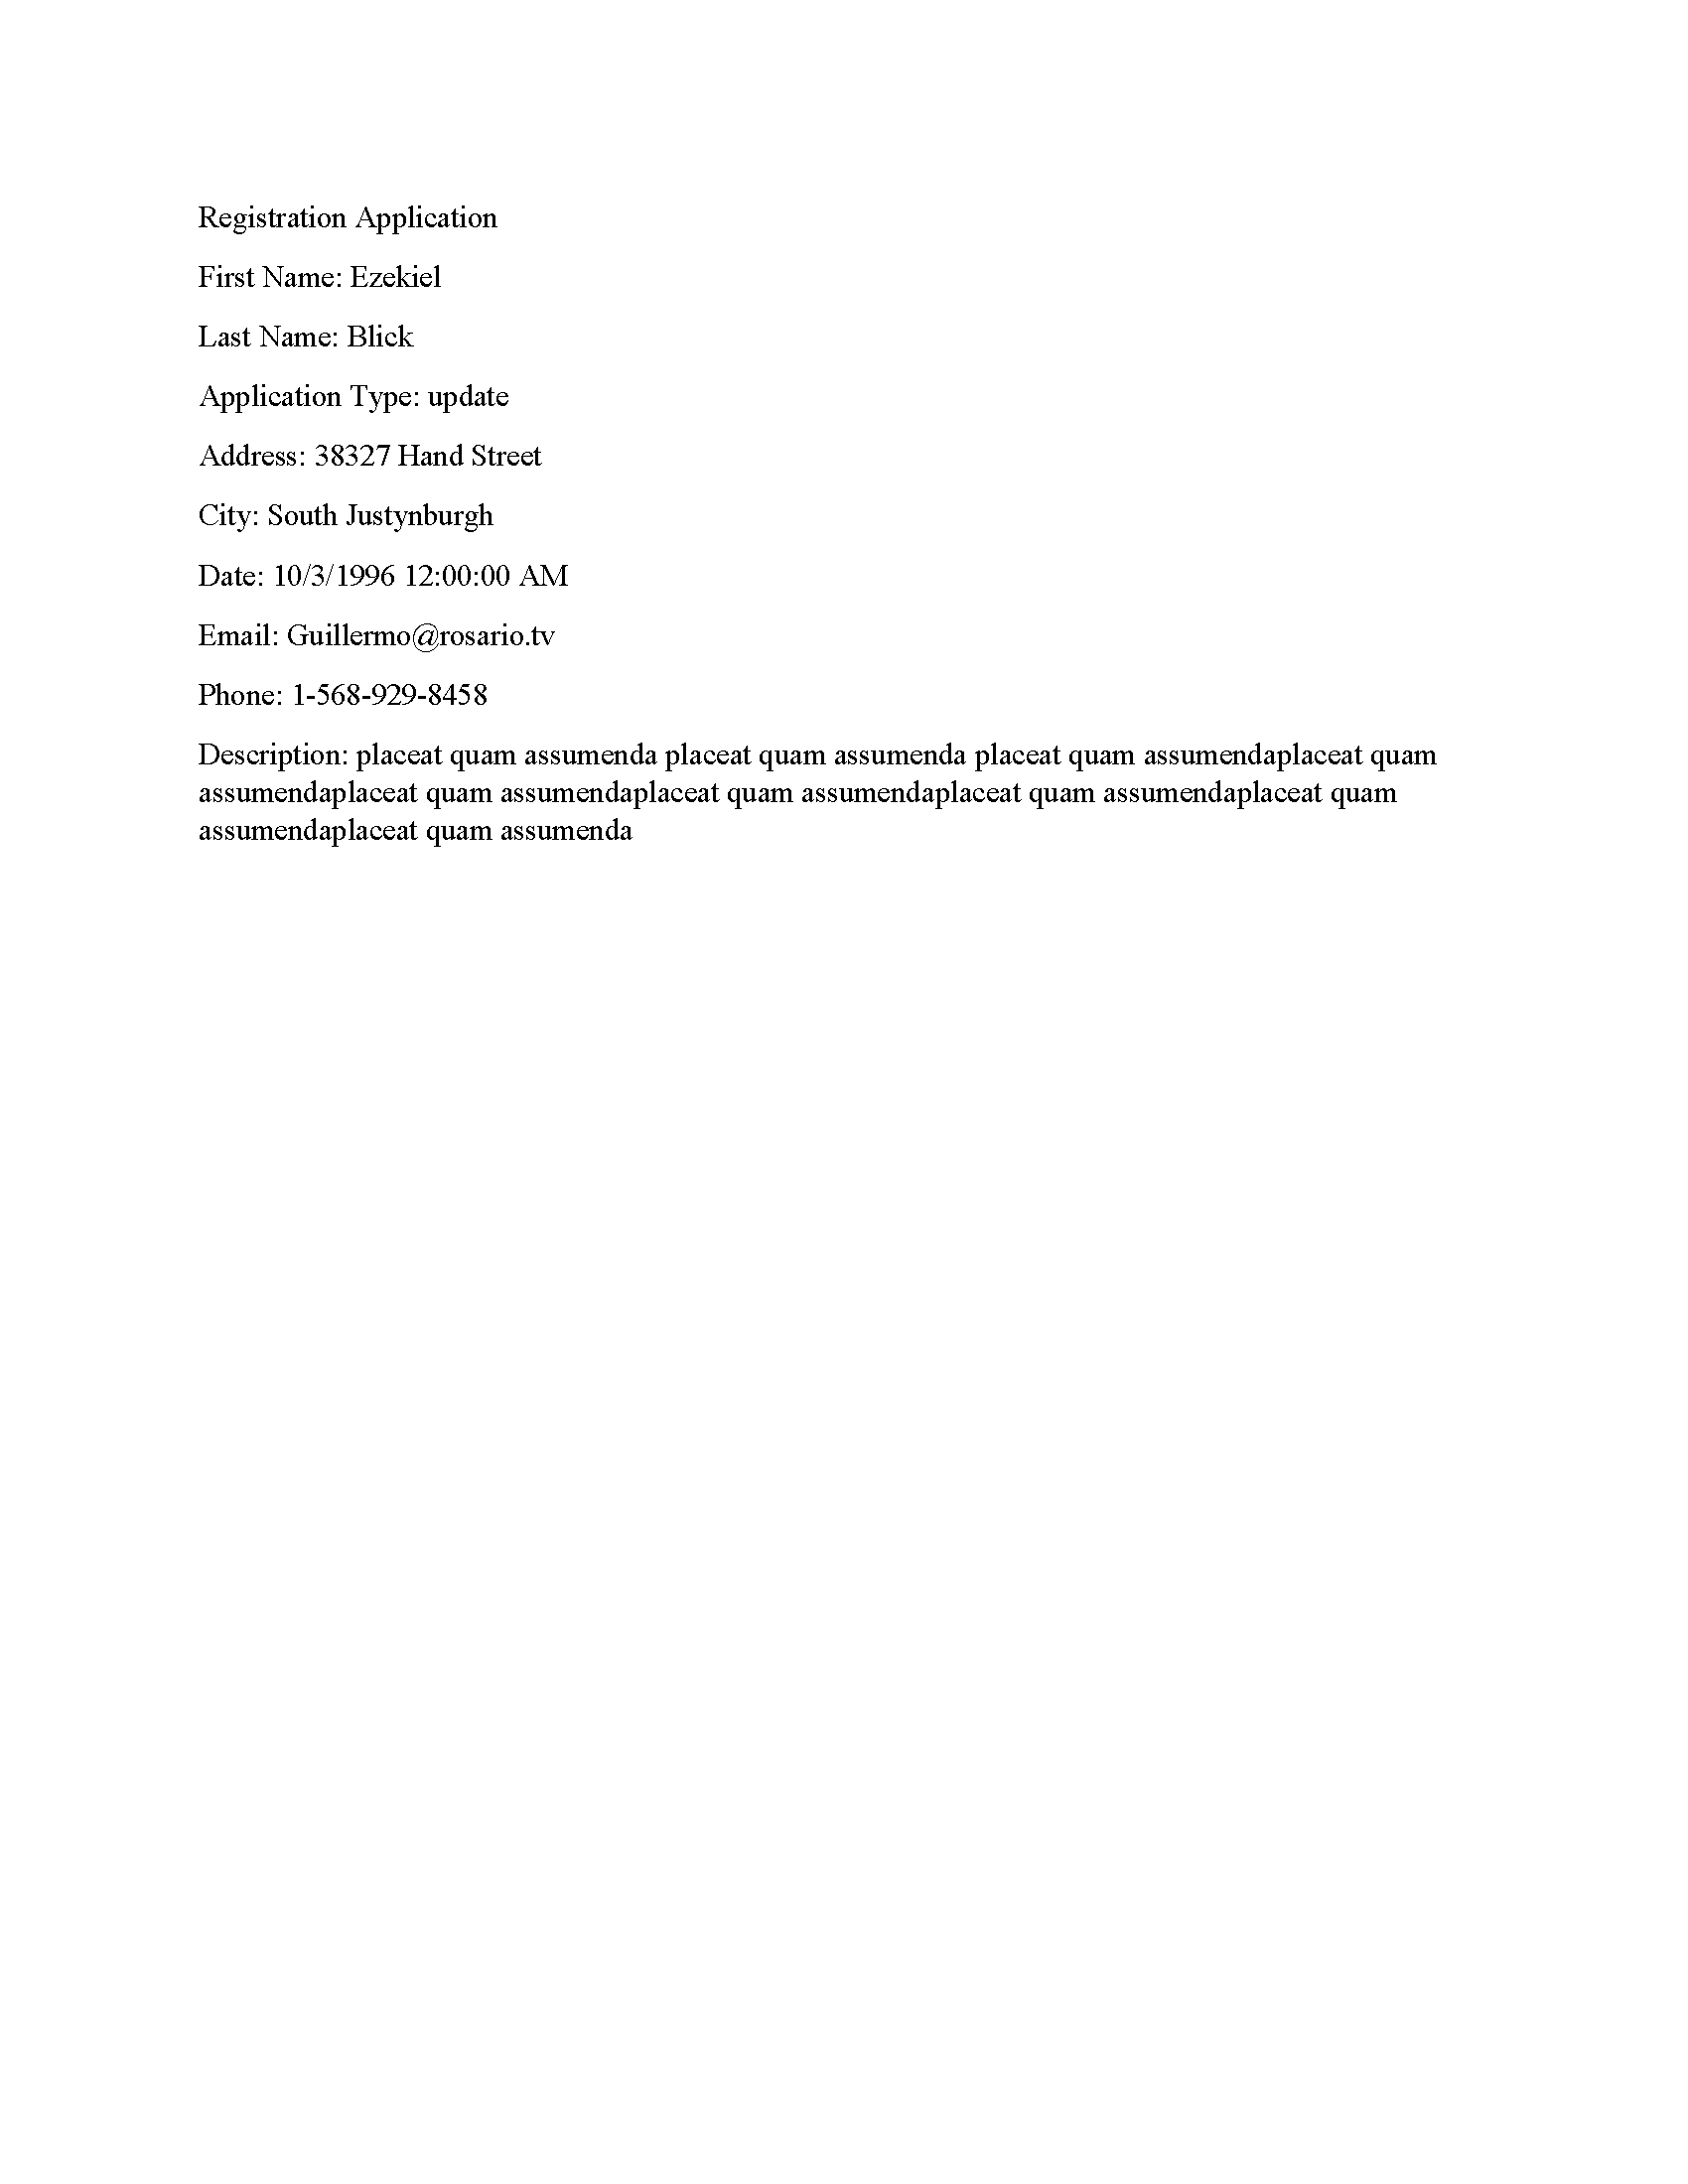 Registration Application
First Name: Ezekiel
Last Name: Blick
Application Type: update
Address: 38327 Hand Street
City: South Justynburgh
Date: 10/3/1996 12:00:00 AM
Email: Guillermo@rosario.tv
Phone: 1-568-929-8458
Description: placeat quam assumenda placeat quam assumenda placeat quam assumendaplaceat quam
assumendaplaceat quam assumendaplaceat quam assumendaplaceat quam assumendaplaceat quam
assumendaplaceat quam assumenda